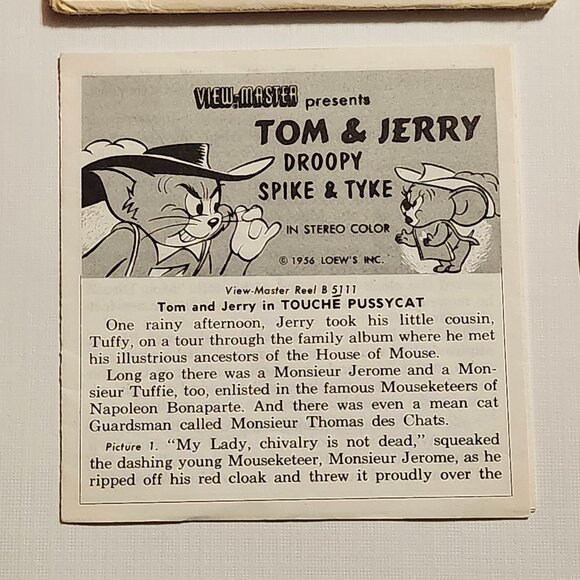 VIEW-MASTER presents
TOM & JERRY
DROOPY
SPIKE & TYKE
IN STEREO COLOR
© 1956 LOEW'S INC.
View-Master Reel B 5111
Tom and Jerry in TOUCHÉ PUSSYCAT
One rainy afternoon, Jerry took his little cousin,
Tuffy, on a tour through the family album where he met
his illustrious ancestors of the House of Mouse.
Long ago there was a Monsieur Jerome and a Mon-
sieur Tuffie, too, enlisted in the famous Mouseketeers of
Napoleon Bonaparte. And there was even a mean cat
Guardsman called Monsieur Thomas des Chats.
Picture 1. "My Lady, chivalry is not dead," squeaked
the dashing young Mouseketeer, Monsieur Jerome, as he
ripped off his red cloak and threw it proudly over the